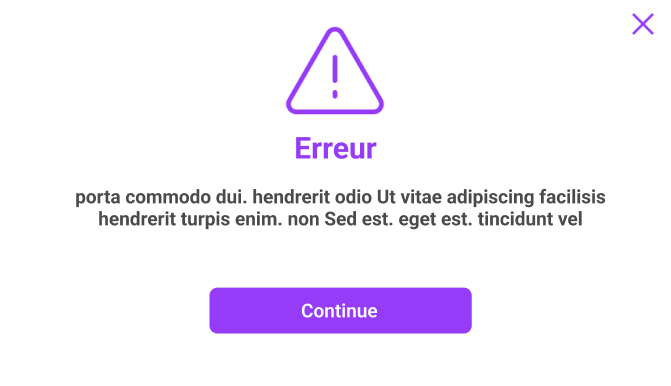 Erreur
porta commodo dui. hendrerit odio Ut vitae adipiscing facilisis
hendrerit turpis enim. non Sed est. eget est. tincidunt vel
Continue